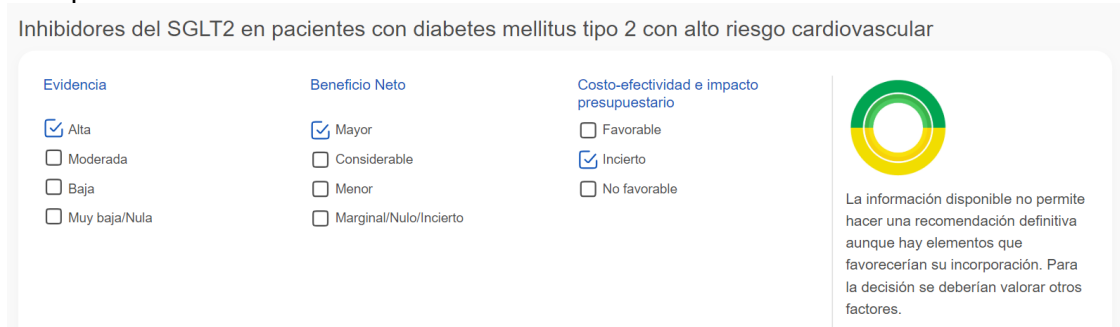 Inhibidores del SGLT2 en pacientes con diabetes mellitus tipo 2 con alto riesgo cardiovascular
Evidencia
Alta
Moderada
Baja
Muy baja/Nula
Beneficio Neto
Mayor
Considerable
Menor
Marginal/Nulo/Incierto
Costo-efectividad e impacto
presupuestario
Favorable
Incierto
No favorable
La información disponible no permite
hacer una recomendación definitiva
aunque hay elementos que
favorecerían su incorporación. Para
la decisión se deberían valorar otros
factores.